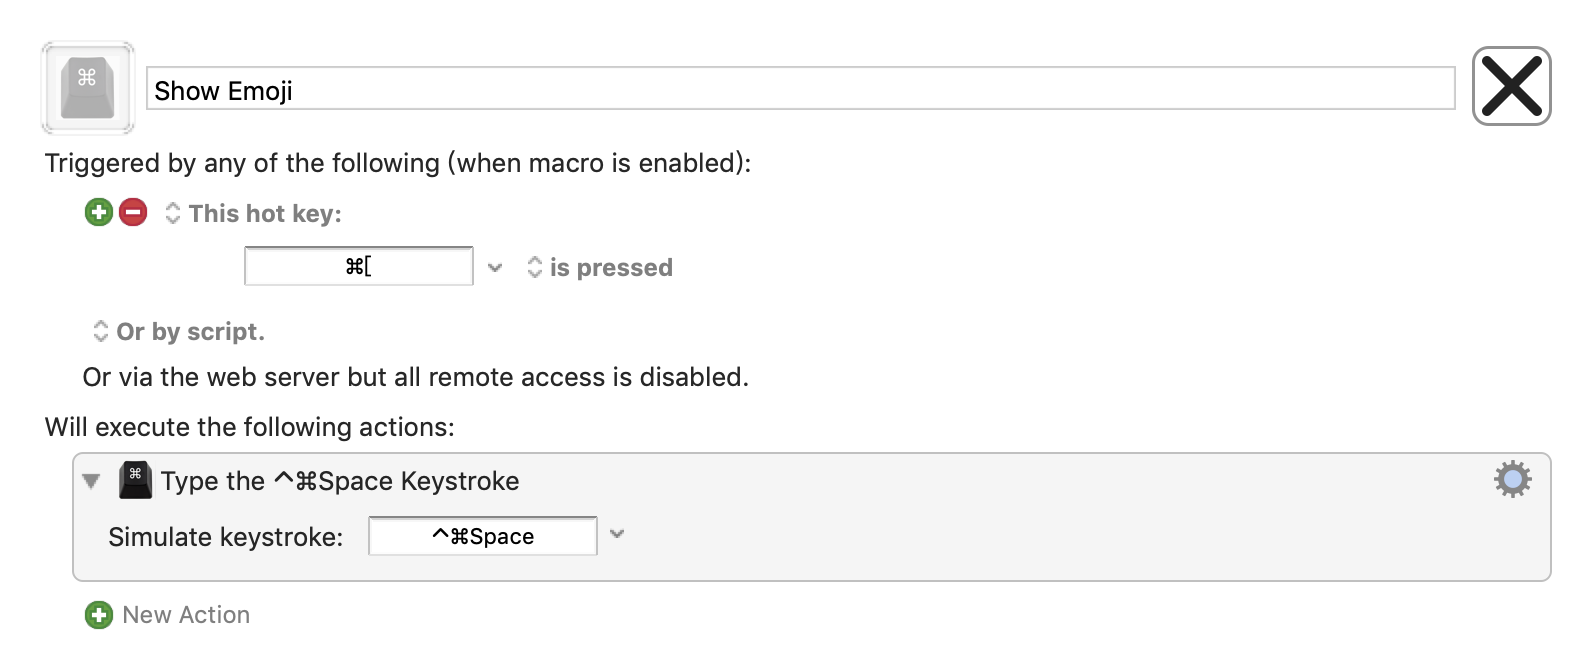 ⌘
Show Emoji
Triggered by any of the following (when macro is enabled):
This hot key:
⌘[
is pressed
Or by script.
Or via the web server but all remote access is disabled.
Will execute the following actions:
⌘
Type the ^⌘Space Keystroke
Simulate keystroke: ^⌘Space
New Action